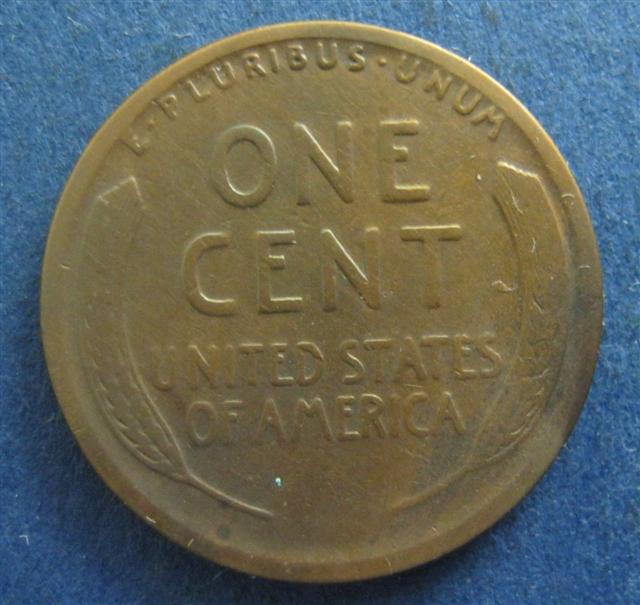 E·PLURIBUS·UNUM
ONE
CENT
UNITED STATES
OF AMERICA